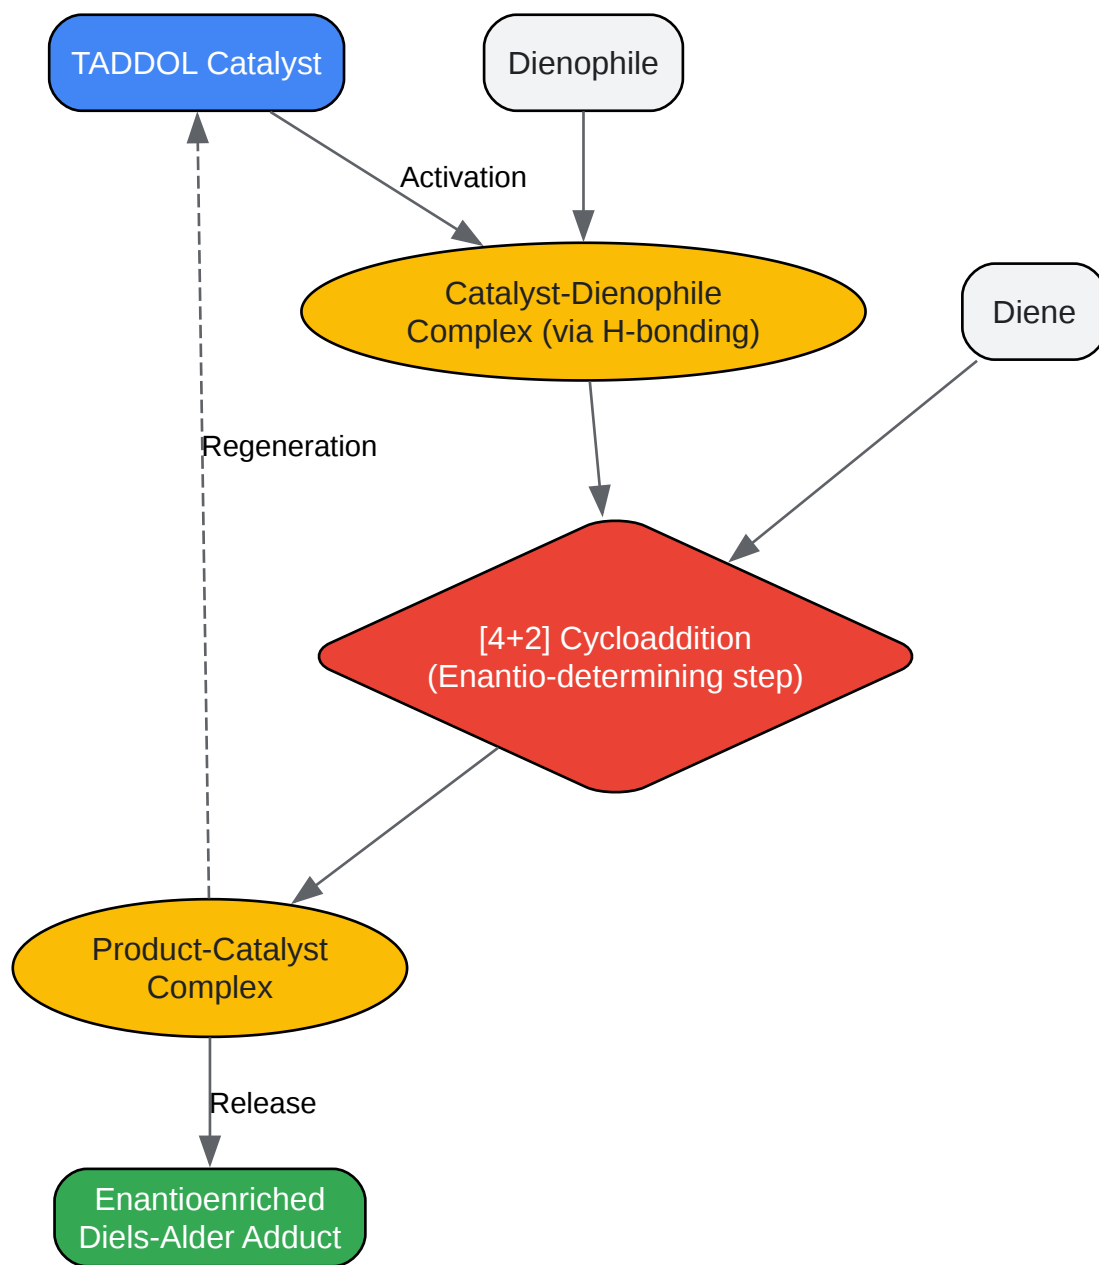 TADDOL Catalyst
Dienophile
Activation
Catalyst-Dienophile
Complex (via H-bonding)
Diene
Regeneration
[4+2] Cycloaddition
(Enantio-determining step)
Product-Catalyst
Complex
Release
Enantioenriched
Diels-Alder Adduct